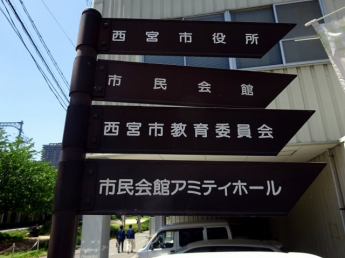 西宮市役所
市民会館
西宮市教育委員会
市民会館アミティホール